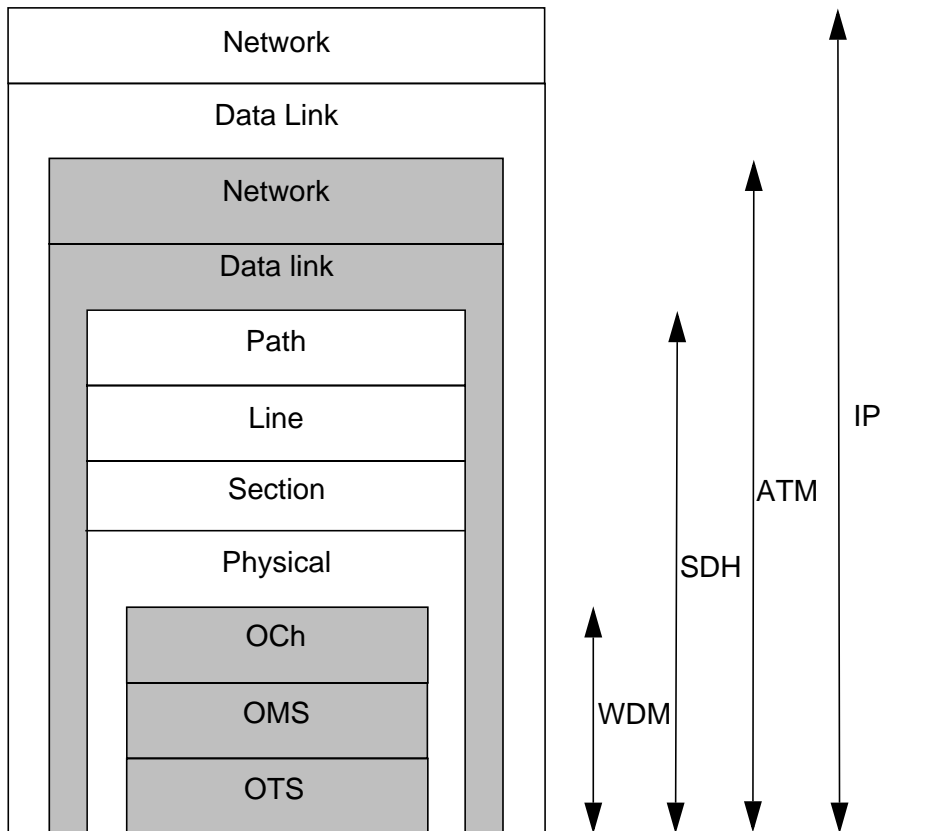 Network
Data Link
Network
Data link
Path
Line
IP
Section
ATM
Physical
SDH
OCh
OMS
WDM
OTS